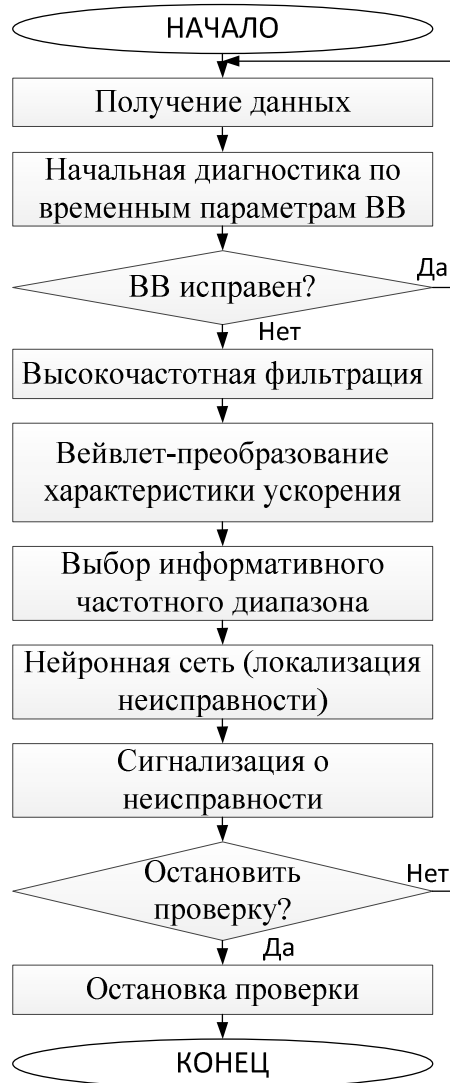 НАЧАЛО
Получение данных
Начальная диагностика по
временным параметрам ВВ
ВВ исправен?
Да
Нет
Высокочастотная фильтрация
Вейвлет-преобразование
характеристики ускорения
Выбор информативного
частотного диапазона
Нейронная сеть (локализация
неисправности)
Сигнализация о
неисправности
Остановить
проверку?
Нет
Да
Остановка проверки
КОНЕЦ